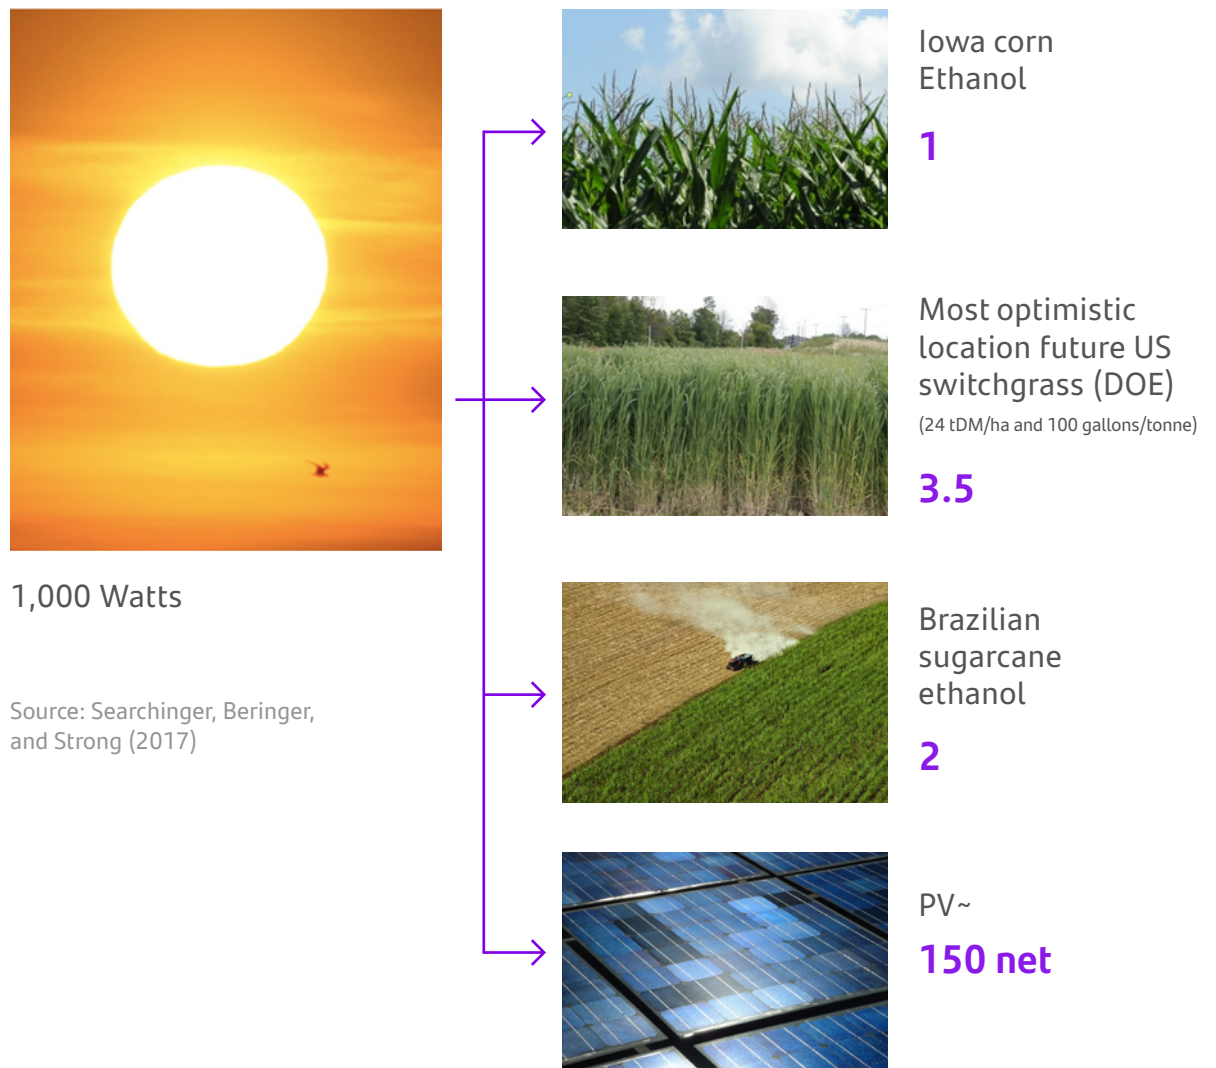 1,000 Watts
Source: Searchinger, Beringer,
and Strong (2017)
Iowa corn
Ethanol
1
Most optimistic
location future US
switchgrass (DOE)
(24 tDM/ha and 100 gallons/tonne)
3.5
Brazilian
sugarcane
ethanol
2
PV~
150 net